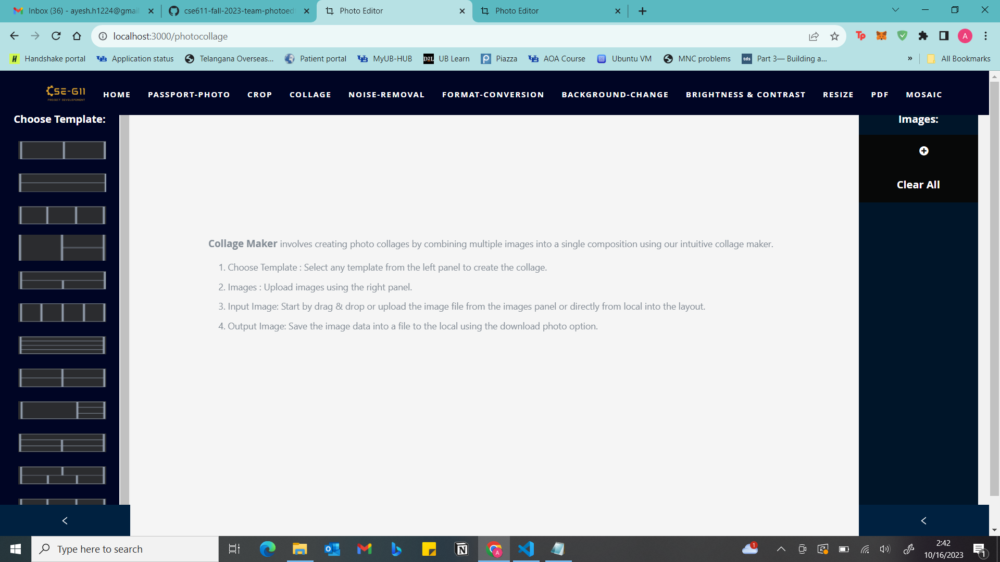 Inbox (36) - ayesh.h1224@gmail
cse611-fall-2023-team-photoed
Photo Editor
Photo Editor
localhost:3000/photocollage
Tp
A
H Handshake portal
Application status
Telangana Overseas...
Patient portal
MyUB-HUB
D2L UB Learn
Piazza
AOA Course
Ubuntu VM
MNC problems
tds Part 3— Building a...
»
All Bookmarks
CSE-611
PROJECT DEVELOPEMENT
HOME
PASSPORT-PHOTO
CROP
COLLAGE
NOISE-REMOVAL
FORMAT-CONVERSION
BACKGROUND-CHANGE
BRIGHTNESS & CONTRAST
RESIZE
PDF
MOSAIC
Choose Template:
Images:
Clear All
Collage Maker involves creating photo collages by combining multiple images into a single composition using our intuitive collage maker.
1. Choose Template : Select any template from the left panel to create the collage.
2. Images : Upload images using the right panel.
3. Input Image: Start by drag & drop or upload the image file from the images panel or directly from local into the layout.
4. Output Image: Save the image data into a file to the local using the download photo option.
Type here to search
1
2:42
10/16/2023
1